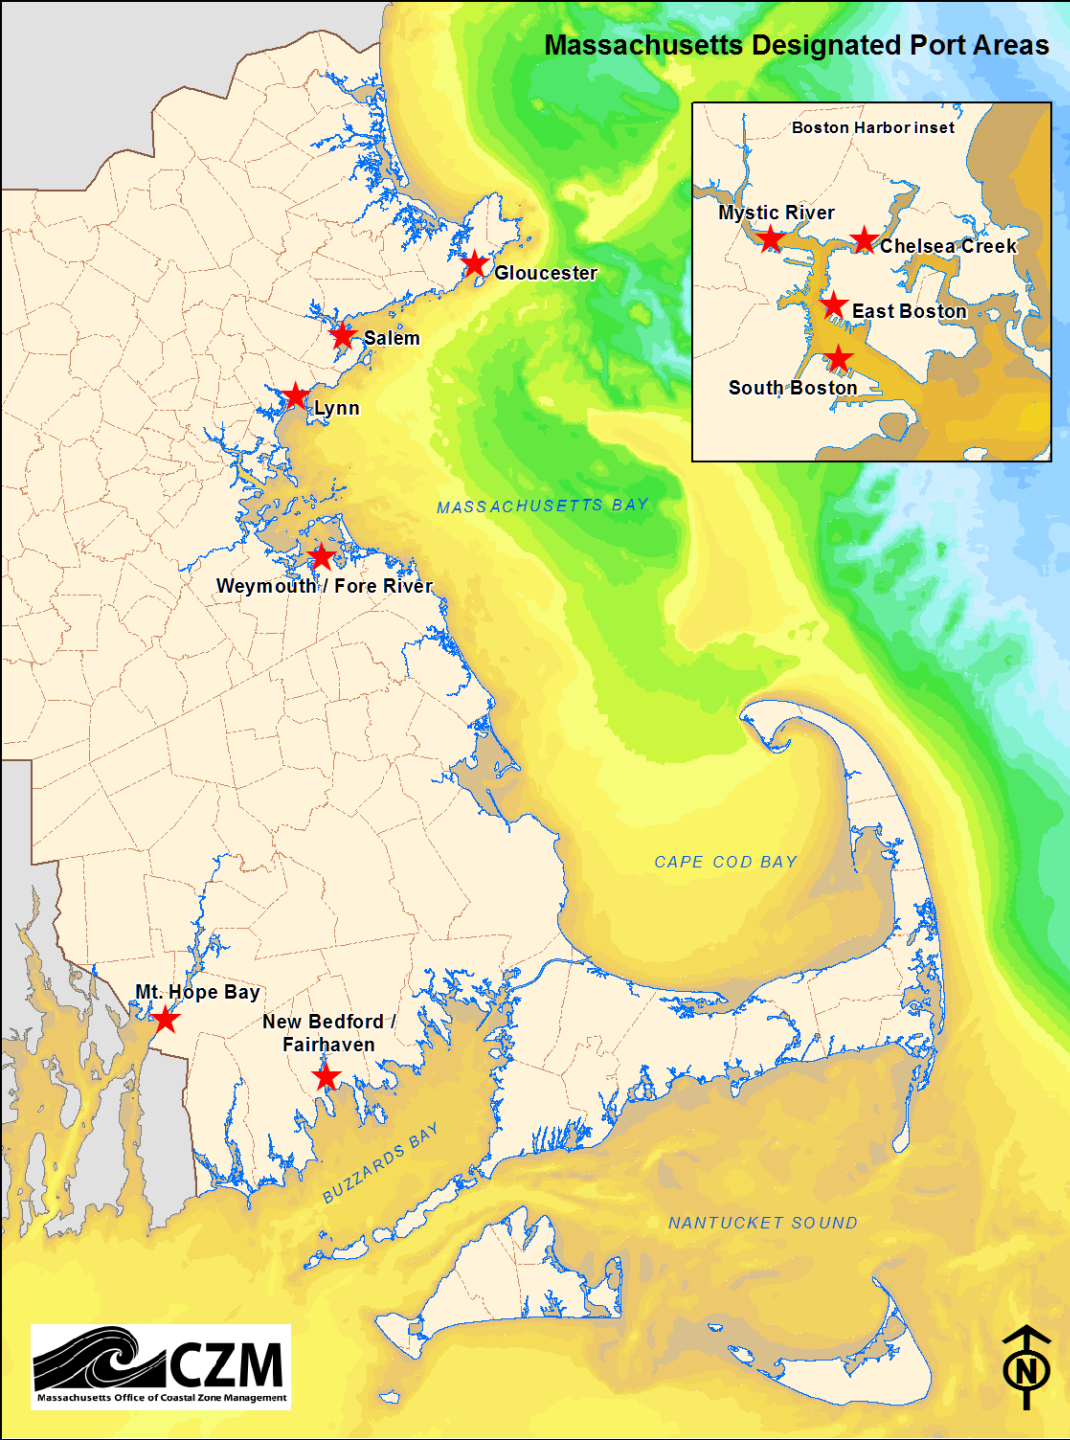 Massachusetts Designated Port Areas
Boston Harbor inset
Mystic River
Chelsea Creek
East Boston
South Boston
Gloucester
Salem
Lynn
MASSACHUSETTS BAY
Weymouth / Fore River
CAPE COD BAY
Mt. Hope Bay
New Bedford /
Fairhaven
BUZZARDS BAY
NANTUCKET SOUND
CZM
Massachusetts Office of Coastal Zone Management
N